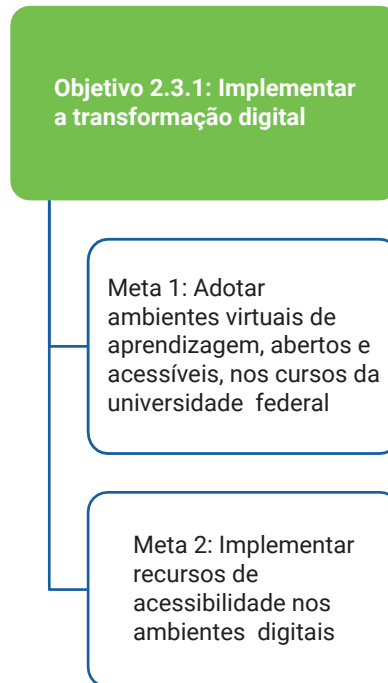 Objetivo 2.3.1: Implementar
a transformação digital
Meta 1: Adotar
ambientes virtuais de
aprendizagem, abertos e
acessíveis, nos cursos da
universidade federal
Meta 2: Implementar
recursos de
acessibilidade nos
ambientes digitais